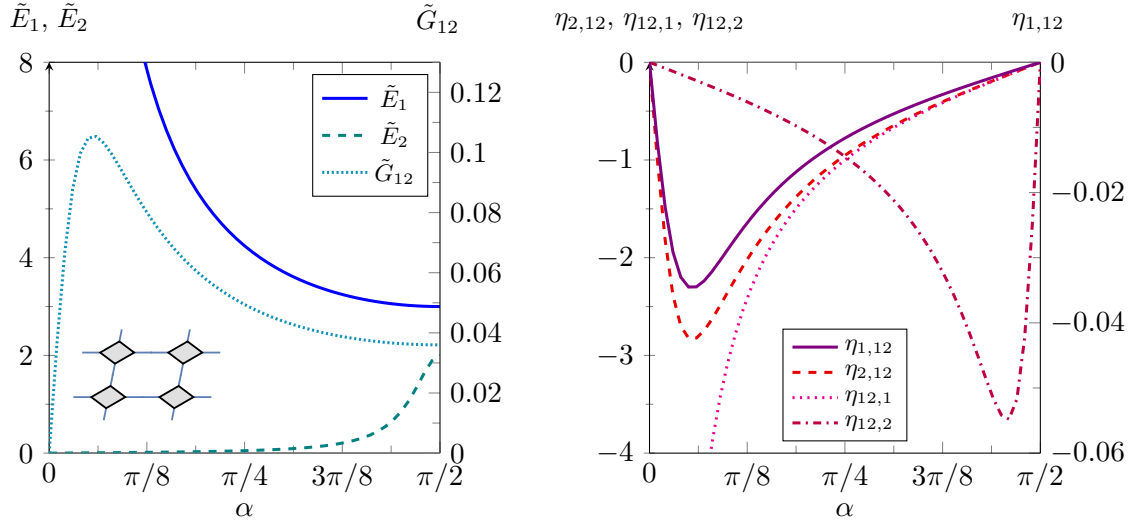 Ẽ₁, Ẽ₂
G̃₁₂
8
6
4
2
0
0.12
0.1
0.08
0.06
0.04
0.02
0
Ẽ₁
Ẽ₂
G̃₁₂
0
π/8
π/4
3π/8
π/2
α
η₂,₁₂, η₁₂,₁, η₁₂,₂
η₁,₁₂
0
−1
−2
−3
−4
0
−0.02
−0.04
−0.06
η₁,₁₂
η₂,₁₂
η₁₂,₁
η₁₂,₂
0
π/8
π/4
3π/8
π/2
α